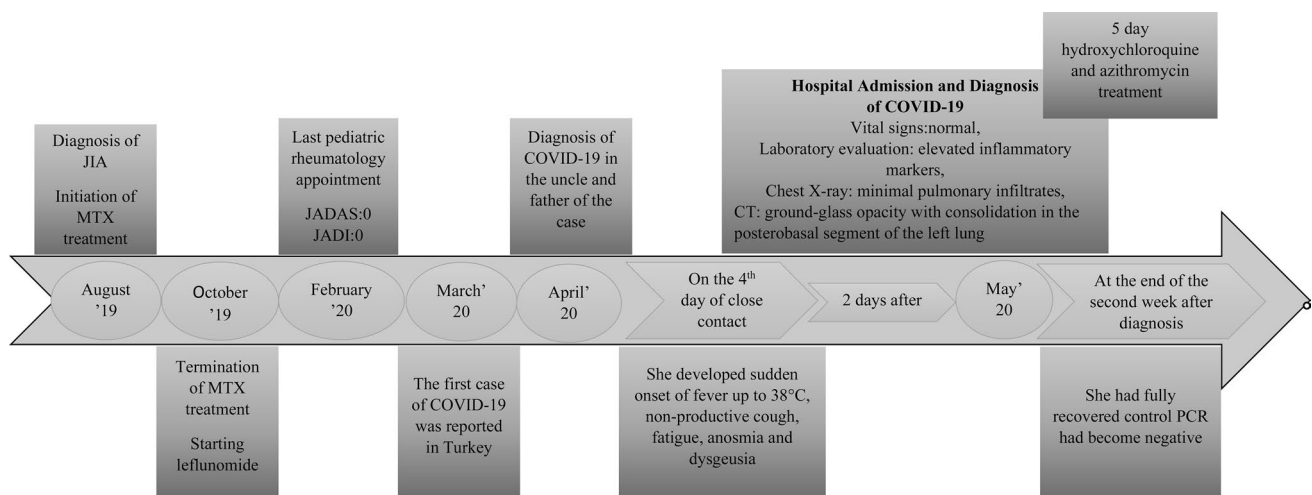 5 day
hydroxychloroquine
and azithromycin
treatment
Hospital Admission and Diagnosis
of COVID-19
Vital signs:normal,
Laboratory evaluation: elevated inflammatory
markers,
Chest X-ray: minimal pulmonary infiltrates,
CT: ground-glass opacity with consolidation in the
posterobasal segment of the left lung
Diagnosis of
JIA
Initiation of
MTX
treatment
Last pediatric
rheumatology
appointment
JADAS:0
JADI:0
Diagnosis of
COVID-19 in
the uncle and
father of the
case
August
’19
October
’19
February
’20
March’
20
April’
20
On the 4th
day of close
contact
2 days after
May’
20
At the end of the
second week after
diagnosis
Termination
of MTX
treatment
Starting
leflunomide
The first case
of COVID-19
was reported
in Turkey
She developed sudden
onset of fever up to 38°C,
non-productive cough,
fatigue, anosmia and
dysgeusia
She had fully
recovered control PCR
had become negative